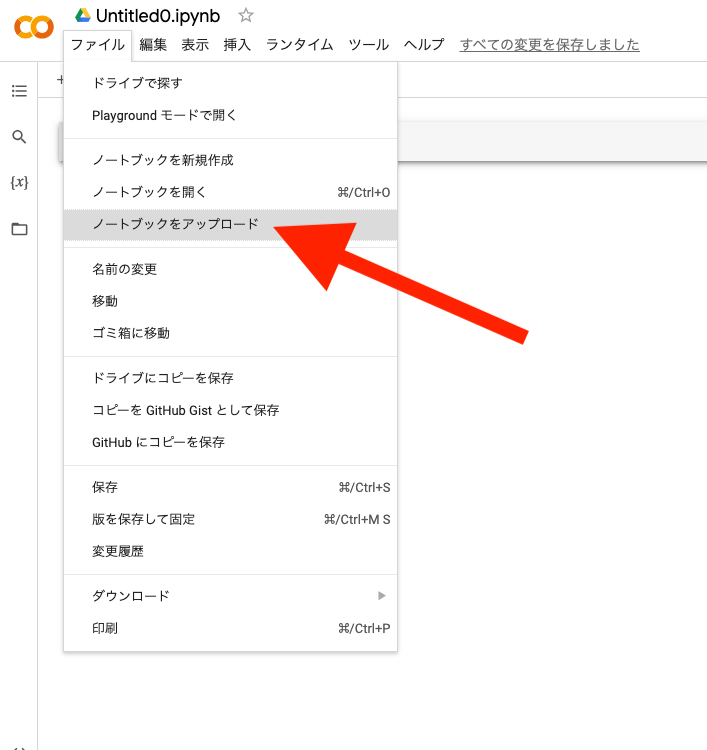 Untitled0.ipynb
ファイル 編集 表示 挿入 ランタイム ツール ヘルプ すべての変更を保存しました
+
{x}
ドライブで探す
Playground モードで開く
ノートブックを新規作成
ノートブックを開く ⌘/Ctrl+O
ノートブックをアップロード
名前の変更
移動
ゴミ箱に移動
ドライブにコピーを保存
コピーを GitHub Gist として保存
GitHub にコピーを保存
保存 ⌘/Ctrl+S
版を保存して固定 ⌘/Ctrl+M S
変更履歴
ダウンロード
印刷 ⌘/Ctrl+P